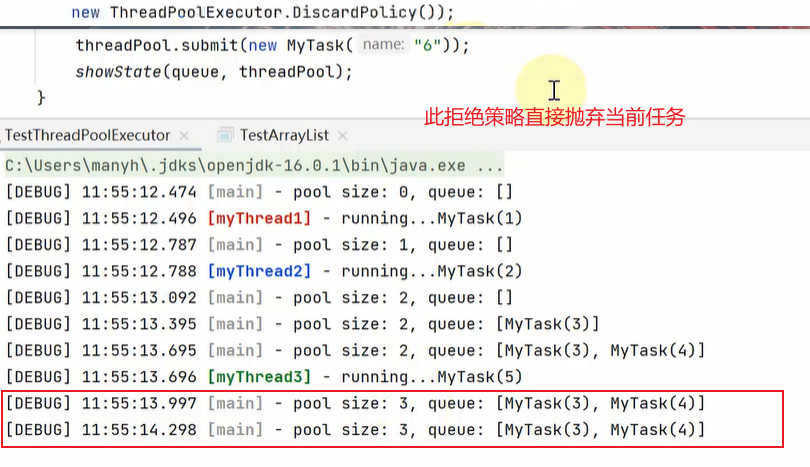 new ThreadPoolExecutor.DiscardPolicy());
threadPool.submit(new MyTask( name: "6"));
showState(queue, threadPool);
}
此拒绝策略直接抛弃当前任务
TestThreadPoolExecutor × TestArrayList ×
C:\Users\manyh\.jdks\openjdk-16.0.1\bin\java.exe ...
[DEBUG] 11:55:12.474 [main] - pool size: 0, queue: []
[DEBUG] 11:55:12.496 [myThread1] - running...MyTask(1)
[DEBUG] 11:55:12.787 [main] - pool size: 1, queue: []
[DEBUG] 11:55:12.788 [myThread2] - running...MyTask(2)
[DEBUG] 11:55:13.092 [main] - pool size: 2, queue: []
[DEBUG] 11:55:13.395 [main] - pool size: 2, queue: [MyTask(3)]
[DEBUG] 11:55:13.695 [main] - pool size: 2, queue: [MyTask(3), MyTask(4)]
[DEBUG] 11:55:13.696 [myThread3] - running...MyTask(5)
[DEBUG] 11:55:13.997 [main] - pool size: 3, queue: [MyTask(3), MyTask(4)]
[DEBUG] 11:55:14.298 [main] - pool size: 3, queue: [MyTask(3), MyTask(4)]